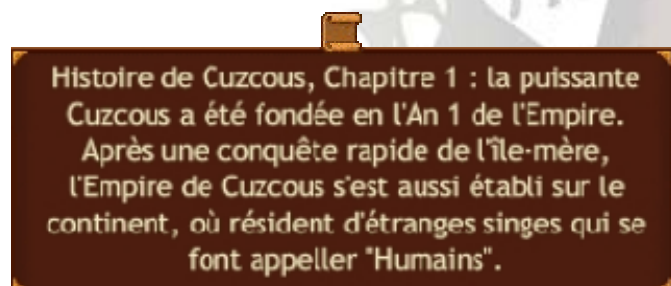 Histoire de Cuzcous, Chapitre 1 : la puissante
Cuzcous a été fondée en l'An 1 de l'Empire.
Après une conquête rapide de l'île-mère,
l'Empire de Cuzcous s'est aussi établi sur le
continent, où résident d'étranges singes qui se
font appeller "Humains".